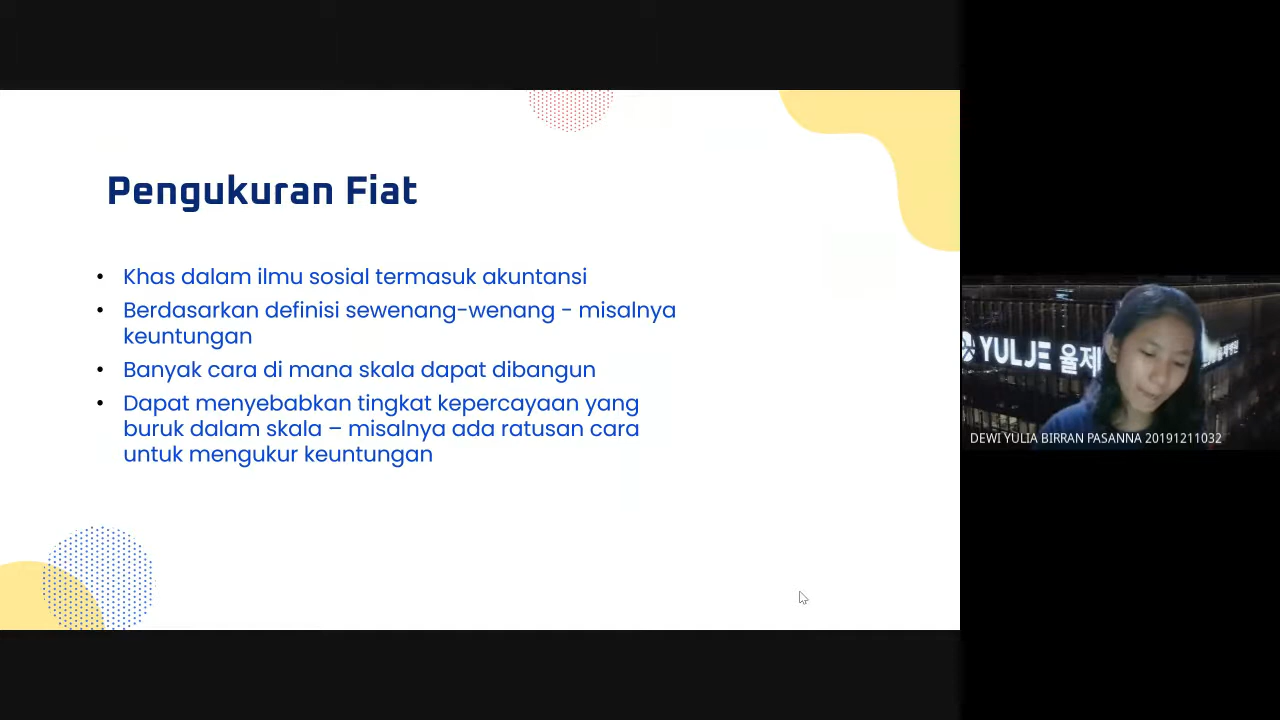 Pengukuran Fiat
• Khas dalam ilmu sosial termasuk akuntansi
• Berdasarkan definisi sewenang-wenang - misalnya
keuntungan
• Banyak cara di mana skala dapat dibangun
• Dapat menyebabkan tingkat kepercayaan yang
buruk dalam skala – misalnya ada ratusan cara
untuk mengukur keuntungan
YULJE 율제
DEWI YULIA BIRRAN PASANNA 20191211032